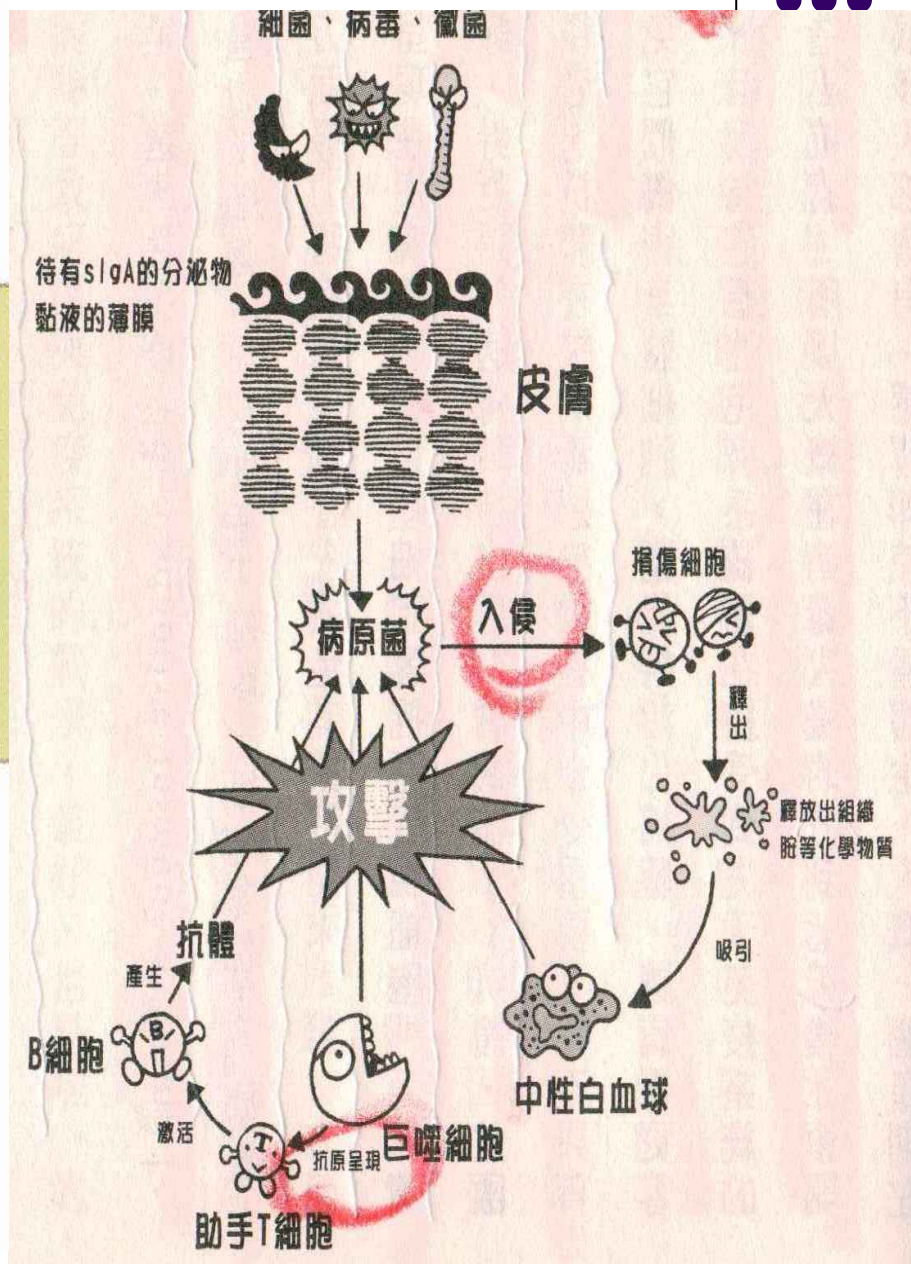 細菌、病毒、黴菌
待有sIgA的分泌物
黏液的薄膜
皮膚
病原菌
入侵
損傷細胞
釋出
釋放出組織
胺等化學物質
吸引
攻擊
抗體
產生
B細胞
B
激活
T
抗原呈現
巨噬細胞
助手T細胞
中性白血球